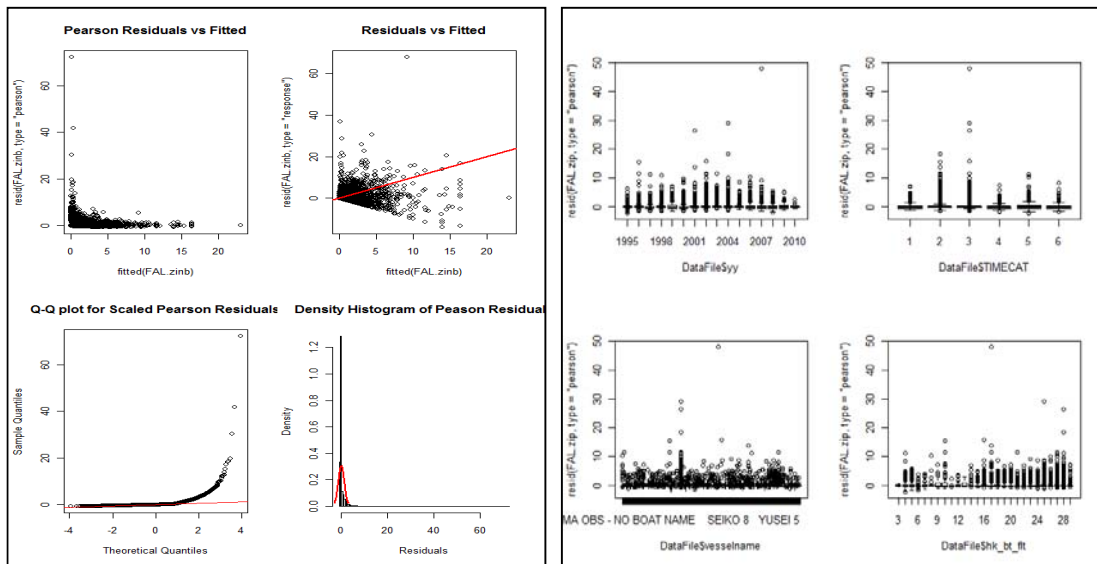 Pearson Residuals vs Fitted
resid(FAL.zinb, type = "pearson")
60
40
20
0
0 5 10 15 20
fitted(FAL.zinb)
Residuals vs Fitted
resid(FAL.zinb, type = "response")
60
40
20
0
0 5 10 15 20
fitted(FAL.zinb)
Q-Q plot for Scaled Pearson Residuals
Sample Quantiles
60
40
20
0
-4 -2 0 2 4
Theoretical Quantiles
Density Histogram of Peason Residual
Density
1.2
1.0
0.8
0.6
0.4
0.2
0.0
0 20 40 60
Residuals
resid(FAL.zip, type = "pearson")
50
40
30
20
10
0
1995 1998 2001 2004 2007 2010
DataFile$yy
resid(FAL.zip, type = "pearson")
50
40
30
20
10
0
1 2 3 4 5 6
DataFile$TIMECAT
resid(FAL.zip, type = "pearson")
50
40
30
20
10
0
MA OBS - NO BOAT NAME SEIKO 8 YUSEI 5
DataFile$vesselname
resid(FAL.zip, type = "pearson")
50
40
30
20
10
0
3 6 9 12 16 20 24 28
DataFile$hk_bt_flt